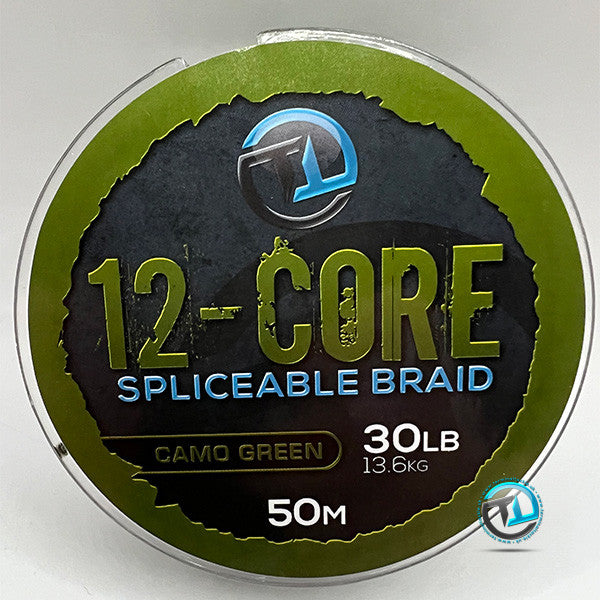 12-CORE
SPLICEABLE BRAID
CAMO GREEN
30LB
13.6KG
50M